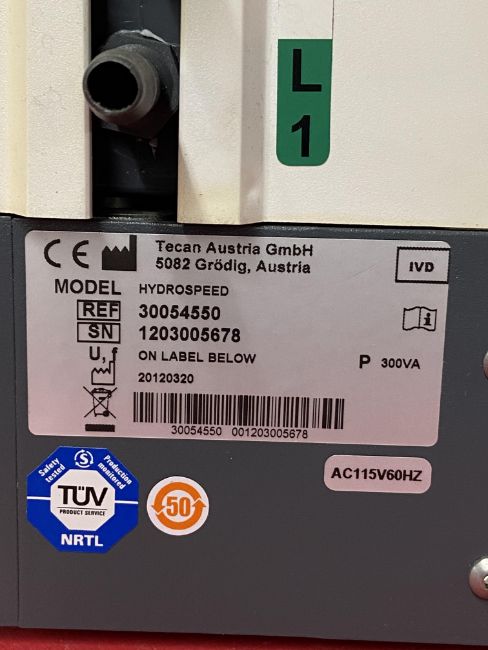 L
1
CE
Tecan Austria GmbH
5082 Grödig, Austria
IVD
MODEL HYDROSPEED
REF 30054550
SN 1203005678
U, f ON LABEL BELOW
P 300VA
20120320
30054550 001203005678
AC115V60HZ
Safety tested
Production monitored
TÜV
PRODUCT SERVICE
NRTL
50